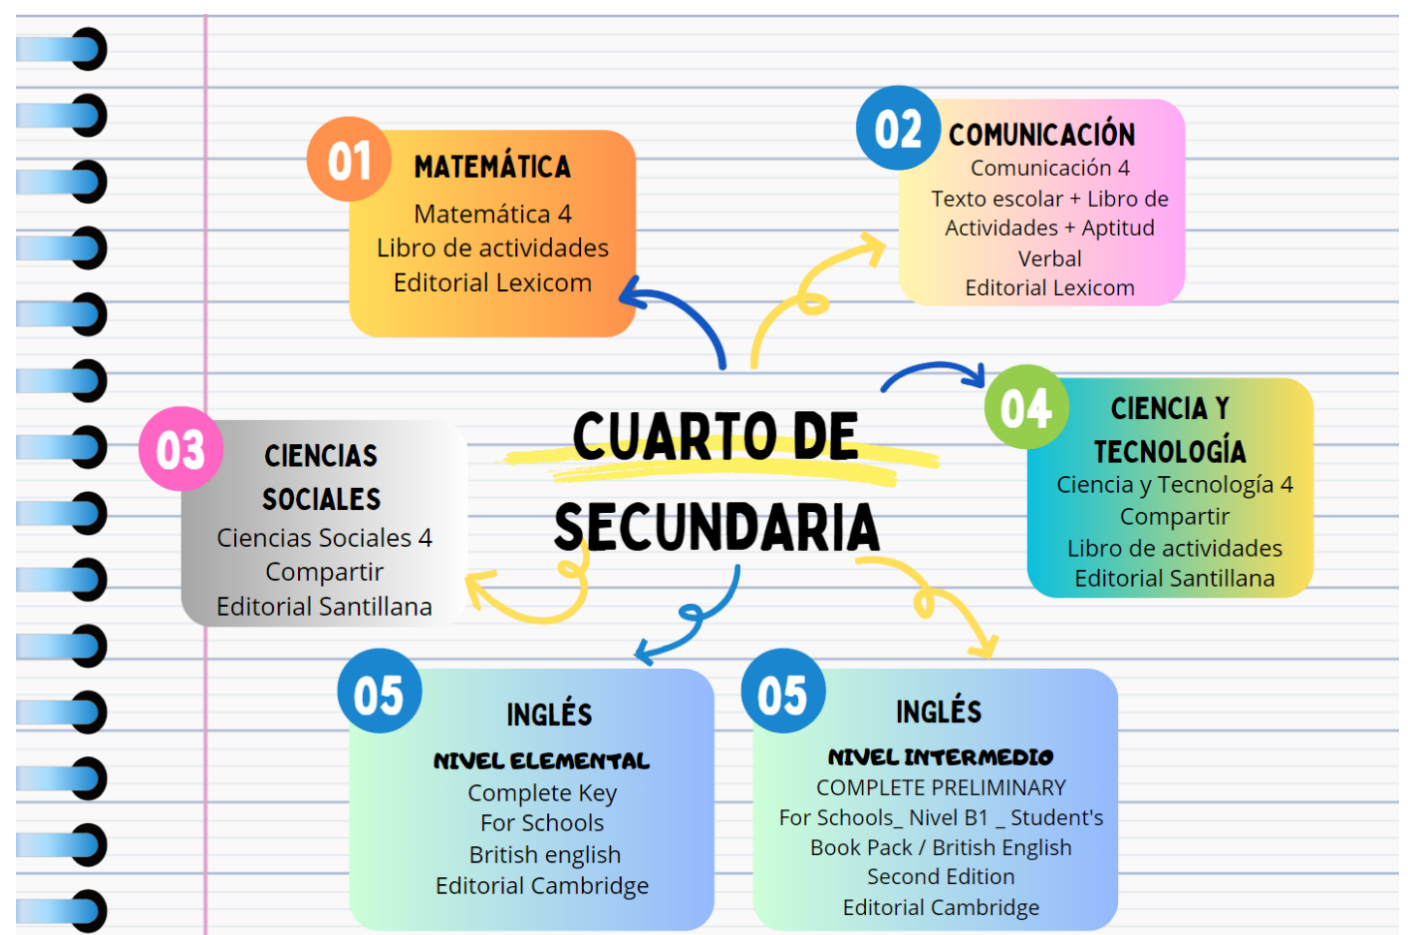 01
MATEMÁTICA
Matemática 4
Libro de actividades
Editorial Lexicom
02
COMUNICACIÓN
Comunicación 4
Texto escolar + Libro de
Actividades + Aptitud
Verbal
Editorial Lexicom
CUARTO DE
SECUNDARIA
03
CIENCIAS
SOCIALES
Ciencias Sociales 4
Compartir
Editorial Santillana
04
CIENCIA Y
TECNOLOGÍA
Ciencia y Tecnología 4
Compartir
Libro de actividades
Editorial Santillana
05
INGLÉS
NIVEL ELEMENTAL
Complete Key
For Schools
British english
Editorial Cambridge
05
INGLÉS
NIVEL INTERMEDIO
COMPLETE PRELIMINARY
For Schools_ Nivel B1 _ Student's
Book Pack / British English
Second Edition
Editorial Cambridge